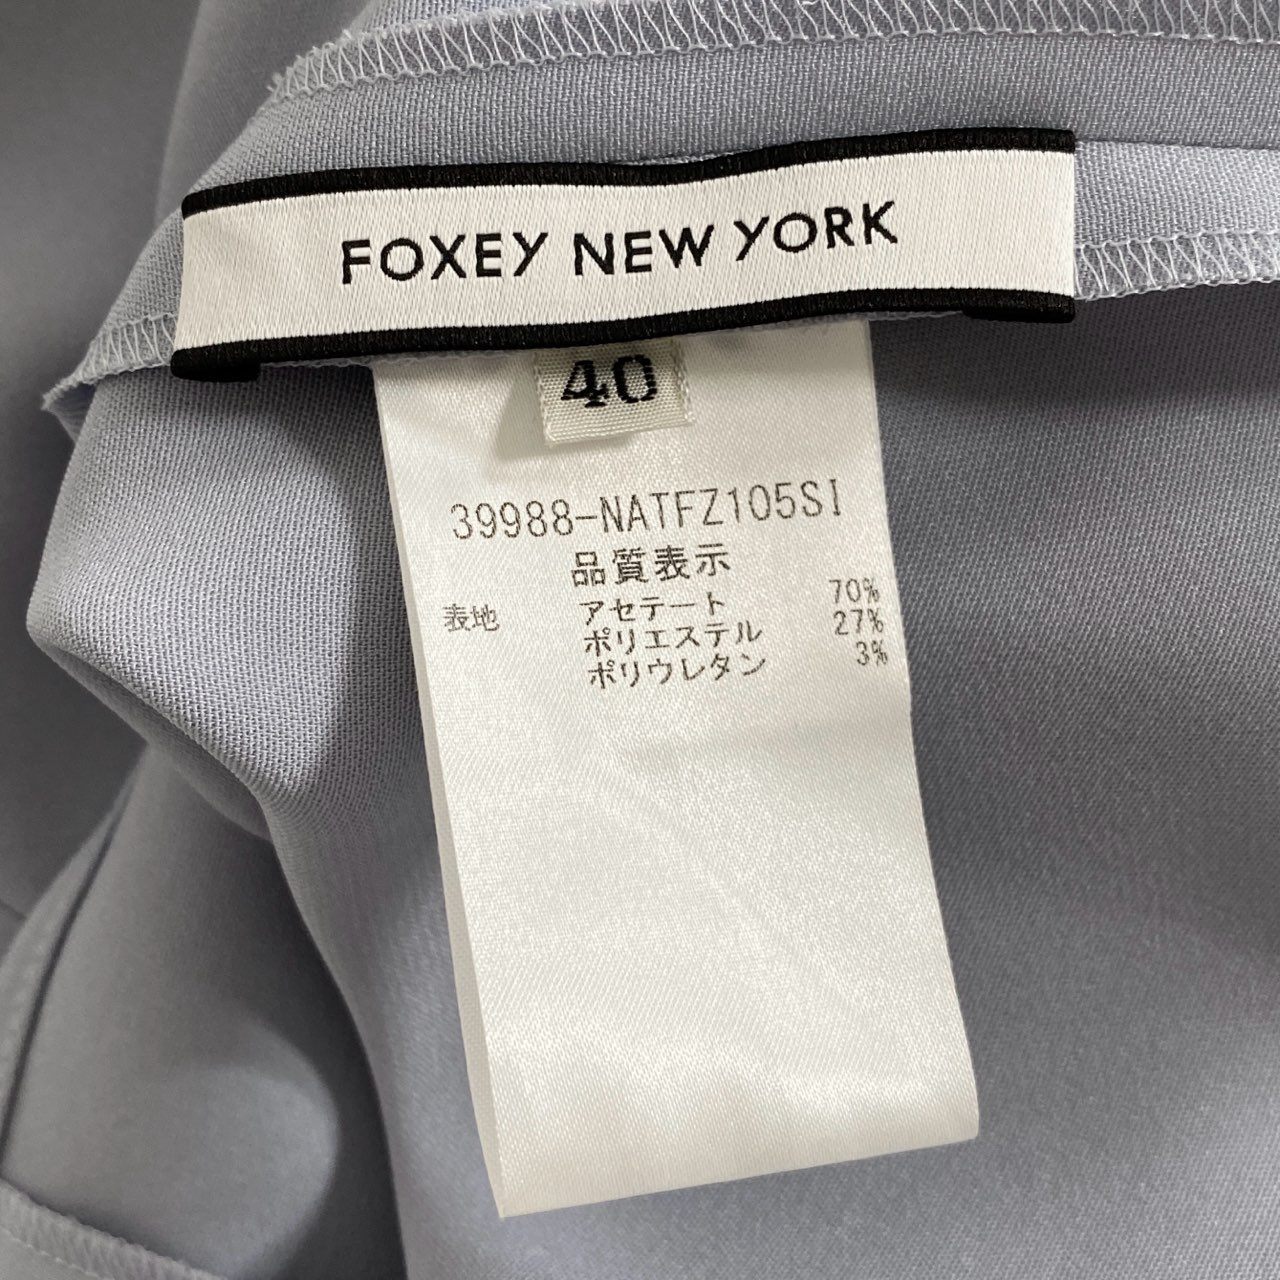 FOXEY NEW YORK
40
39988-NATFZ105SI
品質表示
表地 アセテート 70%
ポリエステル 27%
ポリウレタン 3%